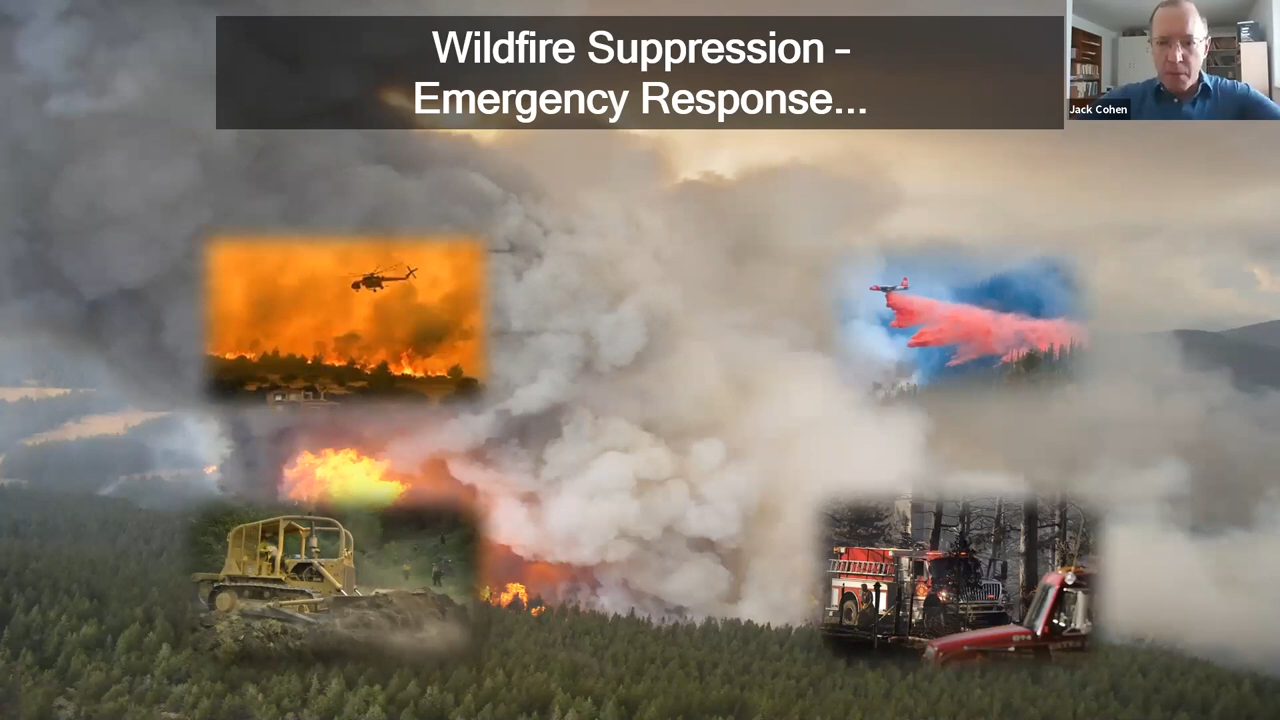 Wildfire Suppression –
Emergency Response...
Jack Cohen